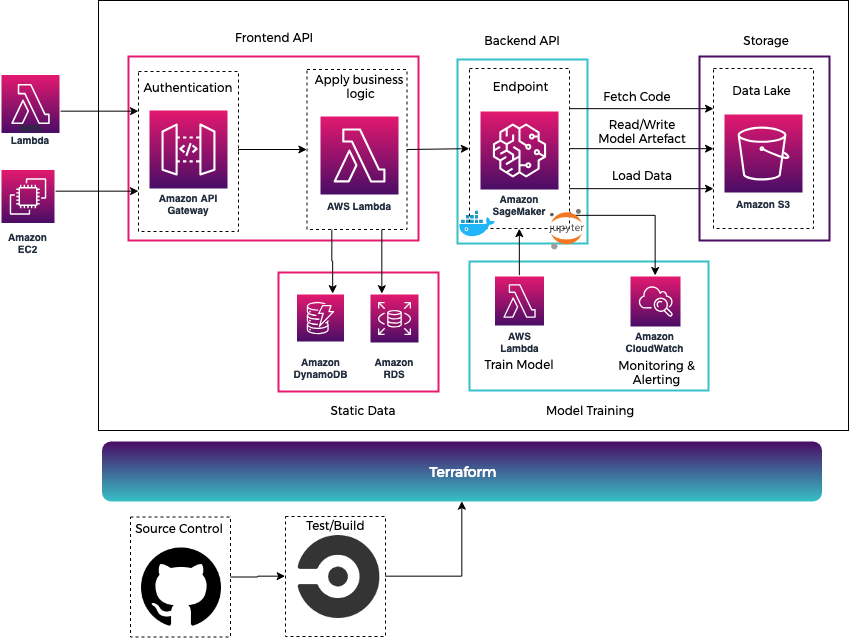 Frontend API
Backend API
Storage
Authentication
Apply business
logic
Endpoint
Data Lake
Fetch Code
Read/Write
Model Artefact
Load Data
Lambda
Amazon API
Gateway
AWS Lambda
Amazon
SageMaker
Amazon S3
jupyter
Amazon
EC2
AWS
Lambda
Train Model
Amazon
CloudWatch
Monitoring &
Alerting
Amazon
DynamoDB
Amazon
RDS
Static Data
Model Training
Terraform
Source Control
Test/Build